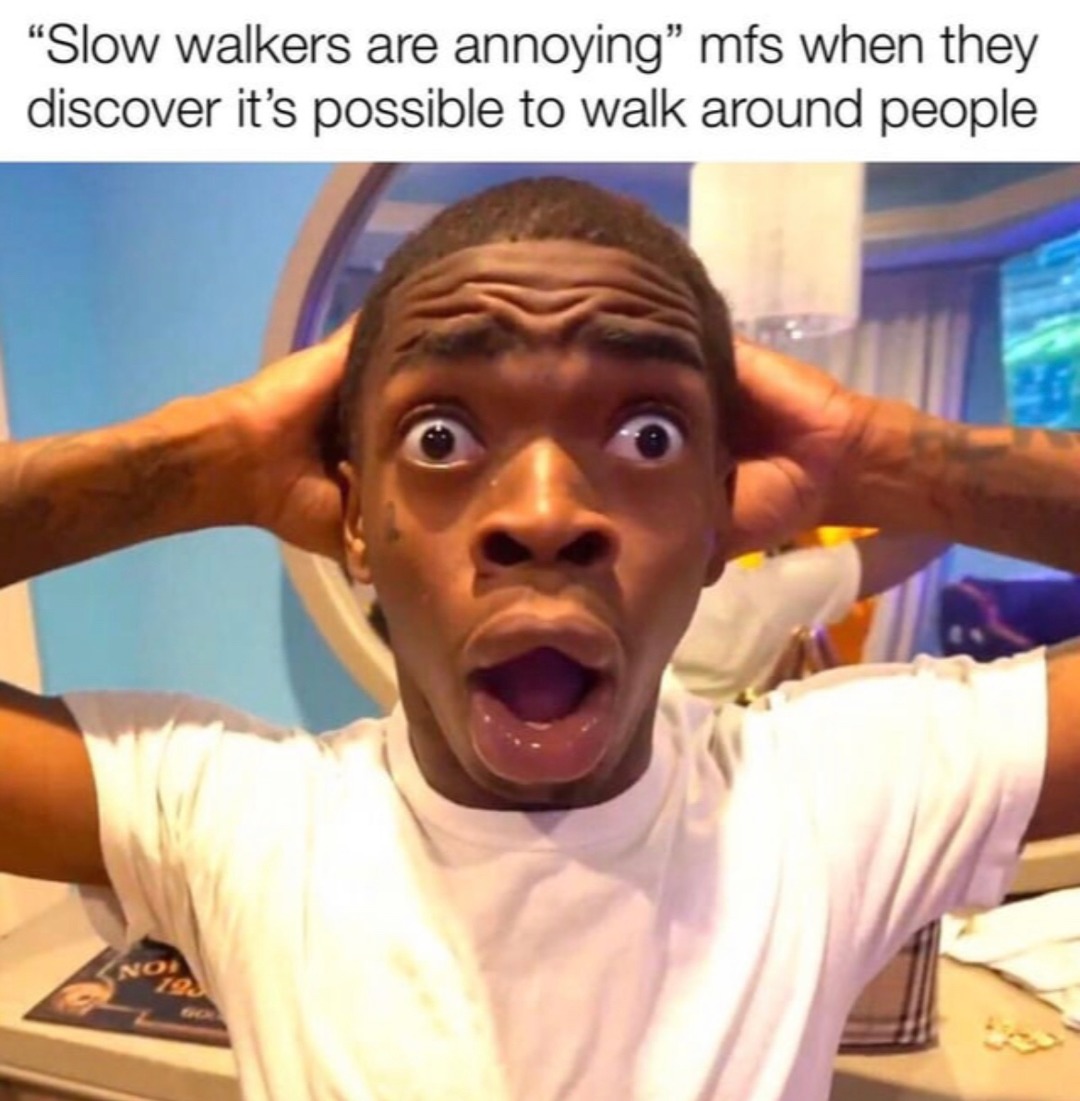 “Slow walkers are annoying” mfs when they
discover it’s possible to walk around people